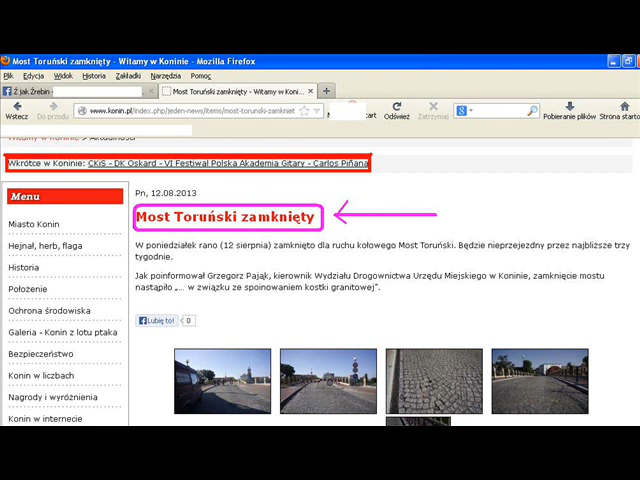 Most Toruński zamknięty - Witamy w Koninie - Mozilla Firefox
Plik Edycja Widok Historia Zakładki Narzędzia Pomoc
Ż jak Źrebin -
Most Toruński zamknięty - Witamy w Koni...
www.konin.pl/index.php/jeden-news/items/most-torunski-zamkniet
Wstecz Do przodu Odśwież Zatrzymaj Pobieranie plików Strona starto
Witamy w Koninie > Aktualności
Wkrótce w Koninie: CKiS - DK Oskard - VI Festiwal Polska Akademia Gitary - Carlos Piñana
Menu
Miasto Konin
Hejnał, herb, flaga
Historia
Położenie
Ochrona środowiska
Galeria - Konin z lotu ptaka
Bezpieczeństwo
Konin w liczbach
Nagrody i wyróżnienia
Konin w internecie
Pn, 12.08.2013
Most Toruński zamknięty
W poniedziałek rano (12 sierpnia) zamknięto dla ruchu kołowego Most Toruński. Będzie nieprzejezdny przez najbliższe trzy
tygodnie.
Jak poinformował Grzegorz Pająk, kierownik Wydziału Drogownictwa Urzędu Miejskiego w Koninie, zamknięcie mostu
nastąpiło „... w związku ze spoinowaniem kostki granitowej”.
Lubię to! 0